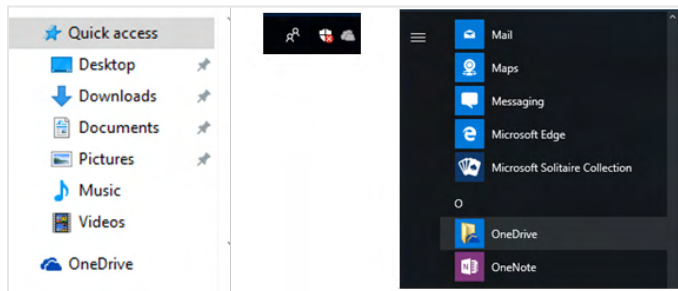 Quick access
Desktop
Downloads
Documents
Pictures
Music
Videos
OneDrive
Mail
Maps
Messaging
Microsoft Edge
Microsoft Solitaire Collection
O
OneDrive
OneNote